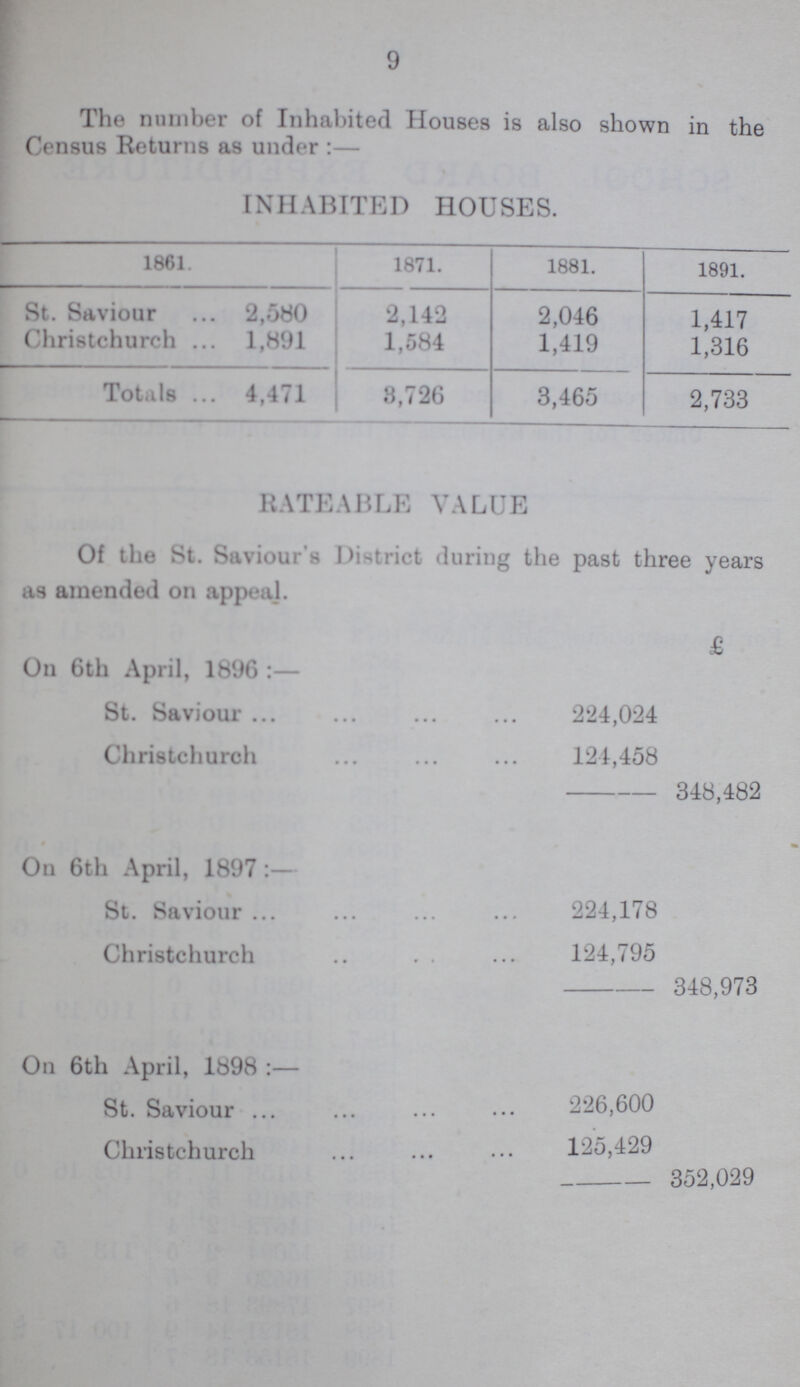 9
The number of Inhabited Houses is also shown in the
Census Returns as under :—
INHABITED HOUSES.
1861. 1871. 1881. 1891.
St. Saviour ... 2,580 2,142 2,046 1,417
Christchurch ... 1,891 1,584 1,419 1,316
Totals ... 4,471 3,726 3,465 2,733
RATEABLE VALUE
Of the St. Saviour's District during the past three years
as amended on appeal.
£
On 6th April, 1896 :—
St. Saviour ... ... ... ... 224,024
Christchurch ... ... ... 124,458
——— 348,482
On 6th April, 1897 :—
St. Saviour ... ... ... ... 224,178
Christchurch .. .. ... 124,795
——— 348,973
On 6th April, 1898 :—
St. Saviour ... ... ... ... 226,600
Christchurch ... ... ... 125,429
——— 352,029